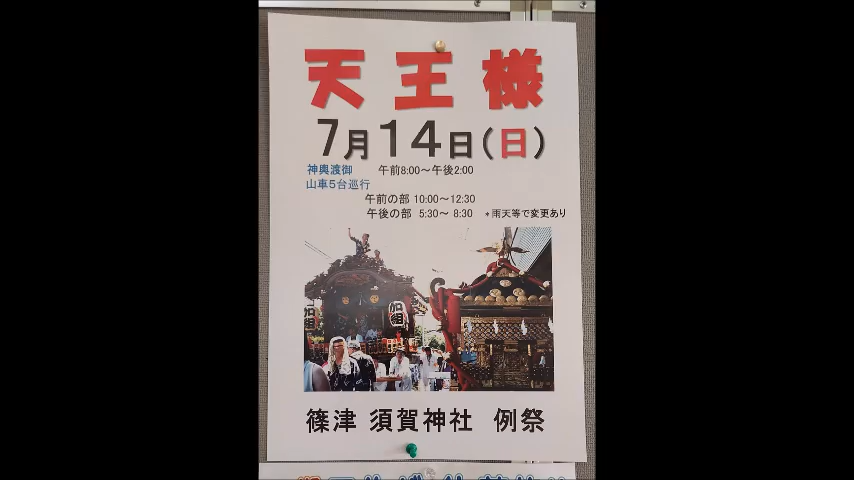 天王様
7月14日(日)
神輿渡御 午前8:00～午後2:00
山車5台巡行
午前の部 10:00～12:30
午後の部 5:30～ 8:30 *雨天等で変更あり
加組
篠津 須賀神社 例祭